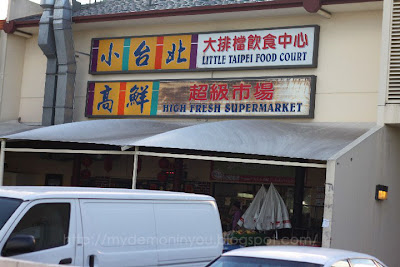 小台北
大排檔飲食中心
LITTLE TAIPEI FOOD COURT
高鮮
超級市場
HIGH FRESH SUPERMARKET
http://mydemoninyou.blogspot.com/